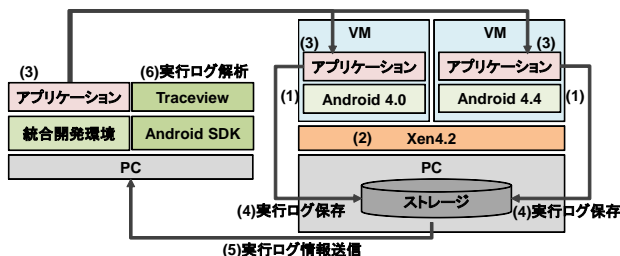 VM
VM
(3)
(3)
(3)
(6)実行ログ解析
アプリケーション
アプリケーション
アプリケーション
Traceview
(1)
Android 4.0
Android 4.4
(1)
統合開発環境
Android SDK
(2)
Xen4.2
PC
PC
ストレージ
(4)実行ログ保存
(4)実行ログ保存
(5)実行ログ情報送信